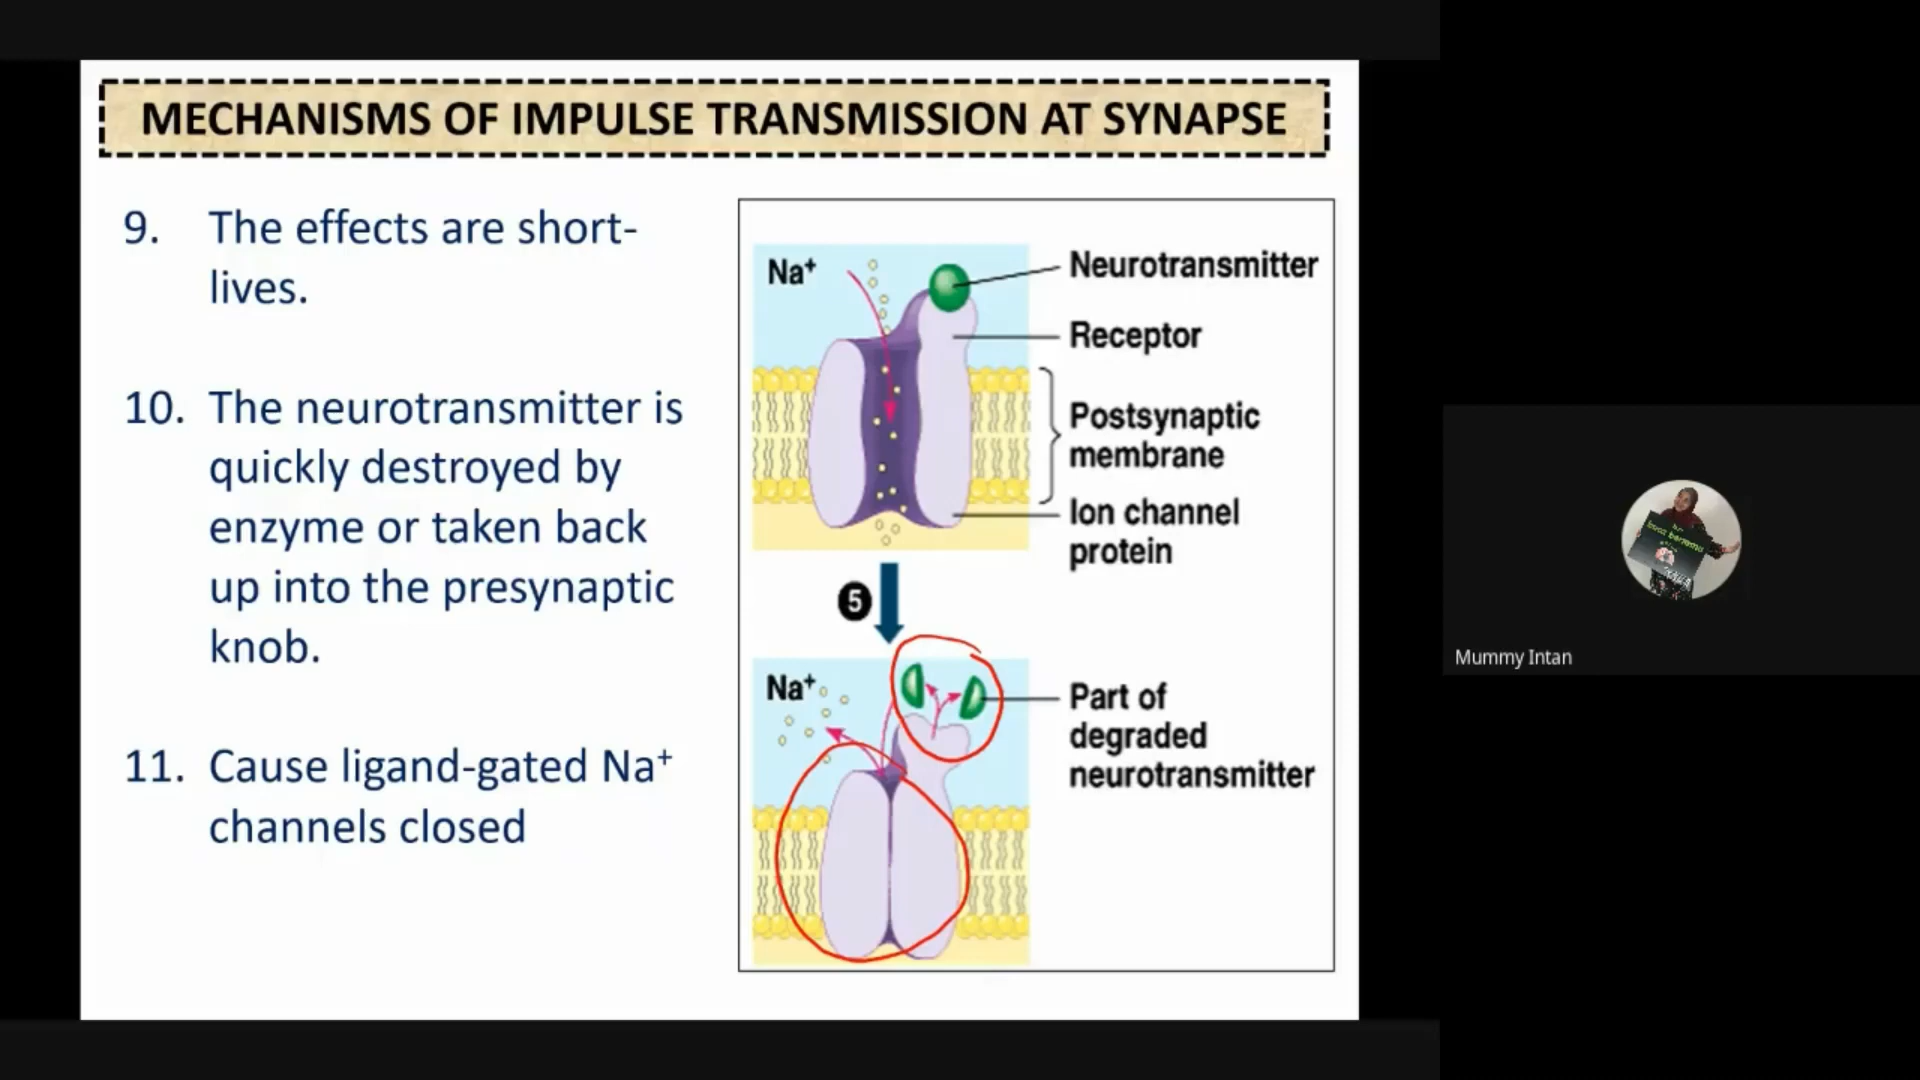 MECHANISMS OF IMPULSE TRANSMISSION AT SYNAPSE
9. The effects are short-
lives.
10. The neurotransmitter is
quickly destroyed by
enzyme or taken back
up into the presynaptic
knob.
11. Cause ligand-gated Na⁺
channels closed
Na⁺
Neurotransmitter
Receptor
Postsynaptic
membrane
Ion channel
protein
5
Na⁺
Part of
degraded
neurotransmitter
Mummy Intan